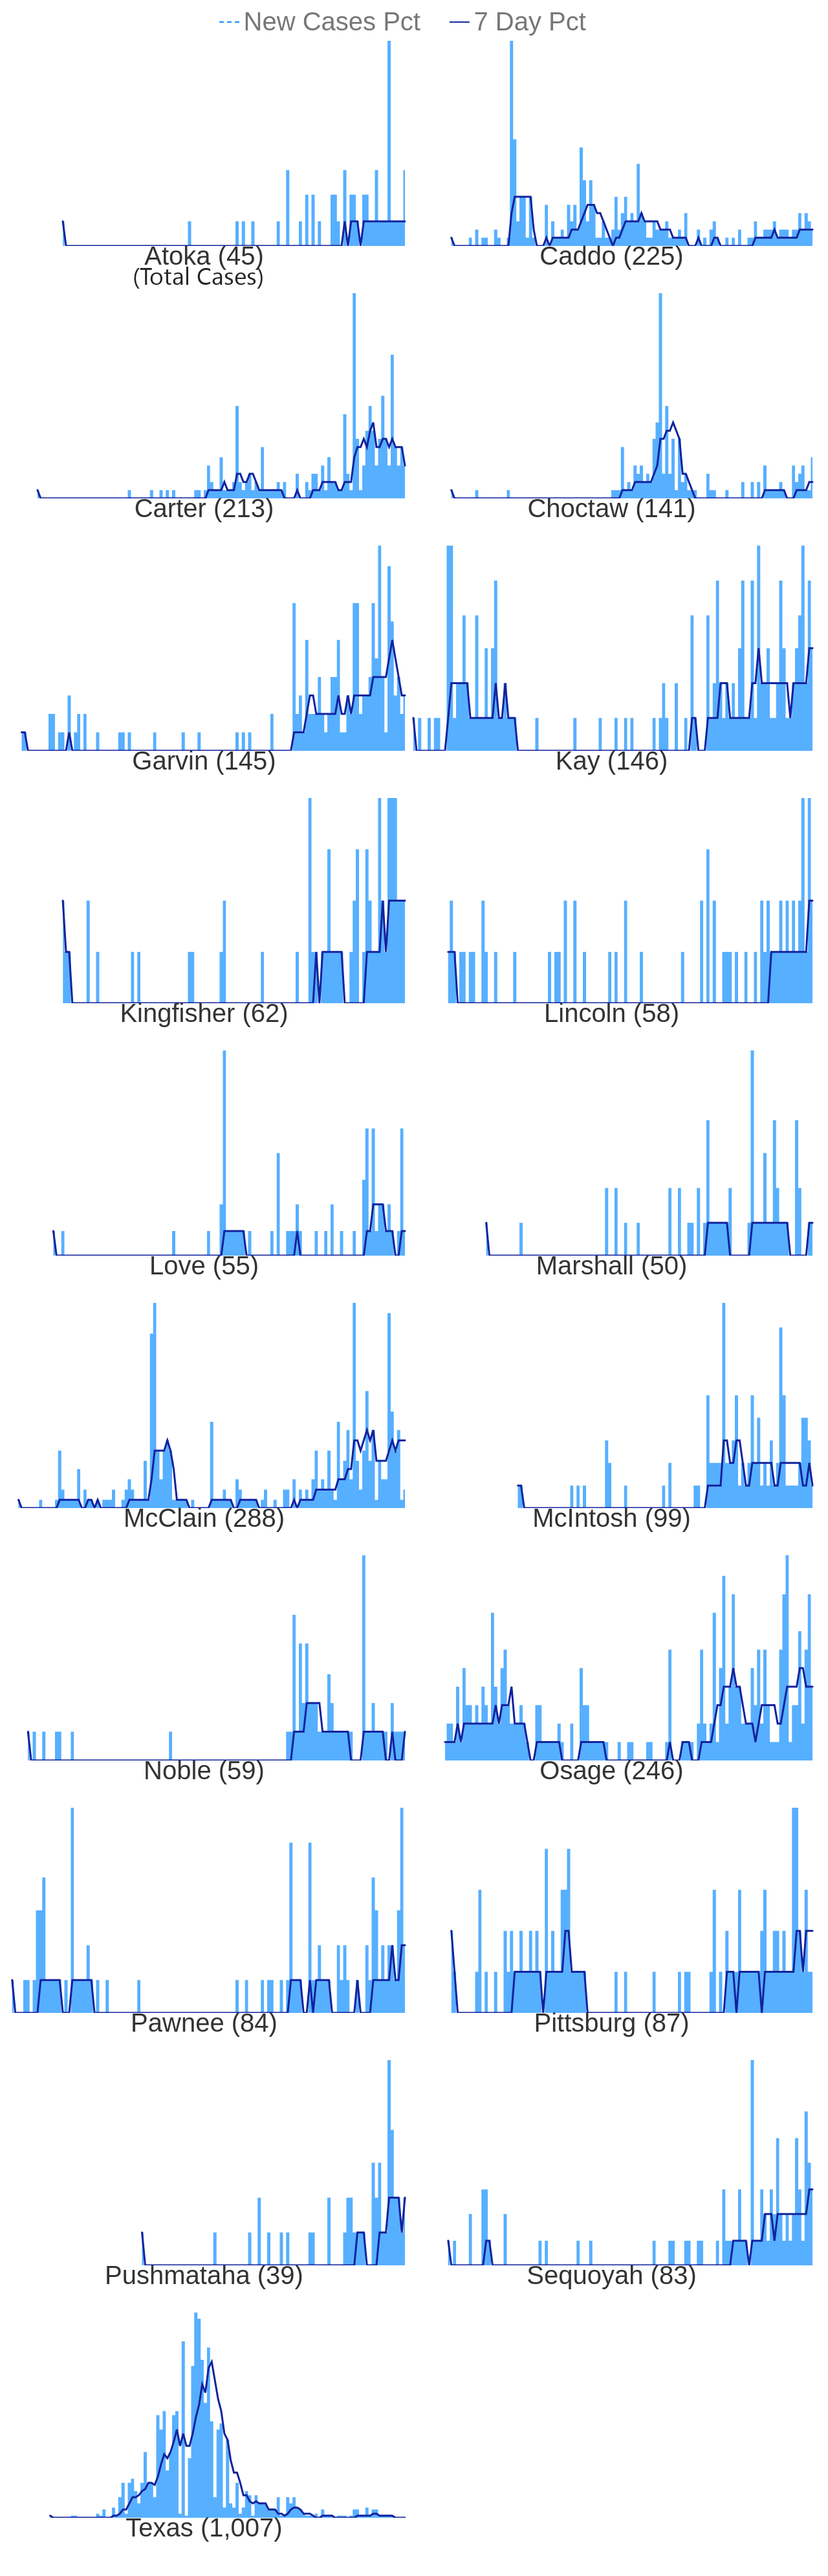 New Cases Pct 7 Day Pct
Atoka (45) Caddo (225)
(Total Cases)
Carter (213) Choctaw (141)
Garvin (145) Kay (146)
Kingfisher (62) Lincoln (58)
Love (55) Marshall (50)
McClain (288) McIntosh (99)
Noble (59) Osage (246)
Pawnee (84) Pittsburg (87)
Pushmataha (39) Sequoyah (83)
Texas (1,007)